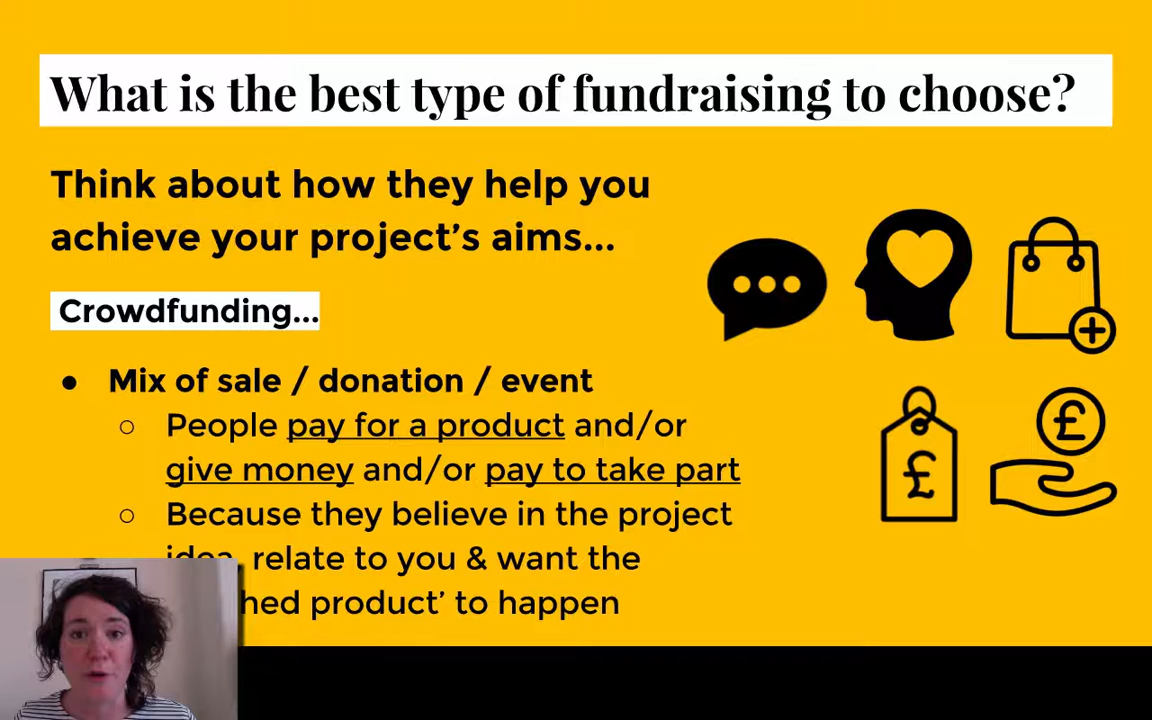 What is the best type of fundraising to choose?
Think about how they help you
achieve your project’s aims...
Crowdfunding...
● Mix of sale / donation / event
○ People pay for a product and/or
give money and/or pay to take part
○ Because they believe in the project
idea, relate to you & want the
product’ to happen
£
£